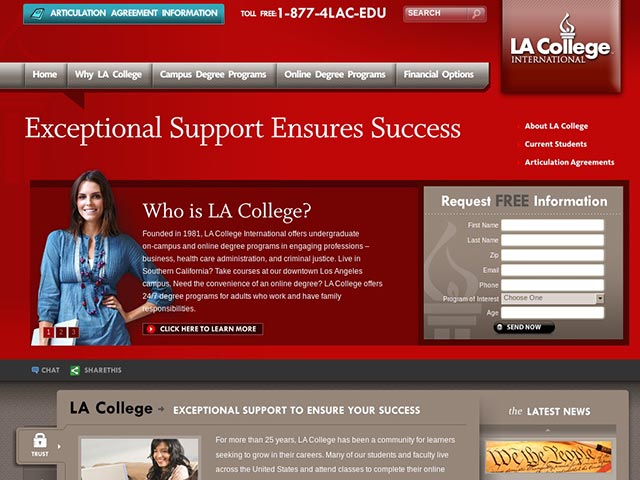 ARTICULATION AGREEMENT INFORMATION
TOLL FREE: 1-877-4LAC-EDU
SEARCH
LA College
INTERNATIONAL
Home
Why LA College
Campus Degree Programs
Online Degree Programs
Financial Options
Exceptional Support Ensures Success
About LA College
Current Students
Articulation Agreements
Who is LA College?
Founded in 1981, LA College International offers undergraduate
on-campus and online degree programs in engaging professions –
business, health care administration, and criminal justice. Live in
Southern California? Take courses at our downtown Los Angeles
campus. Need the convenience of an online degree? LA College offers
24/7 degree programs for adults who work and have family
responsibilities.
1 2 3
CLICK HERE TO LEARN MORE
Request FREE Information
First Name
Last Name
Zip
Email
Phone
Program of Interest Choose One
Age
SEND NOW
CHAT
SHARETHIS
LA College EXCEPTIONAL SUPPORT TO ENSURE YOUR SUCCESS
TRUST
For more than 25 years, LA College has been a community for learners
seeking to grow in their careers. Many of our students and faculty live
across the United States and attend classes to complete their online
the LATEST NEWS
We the People